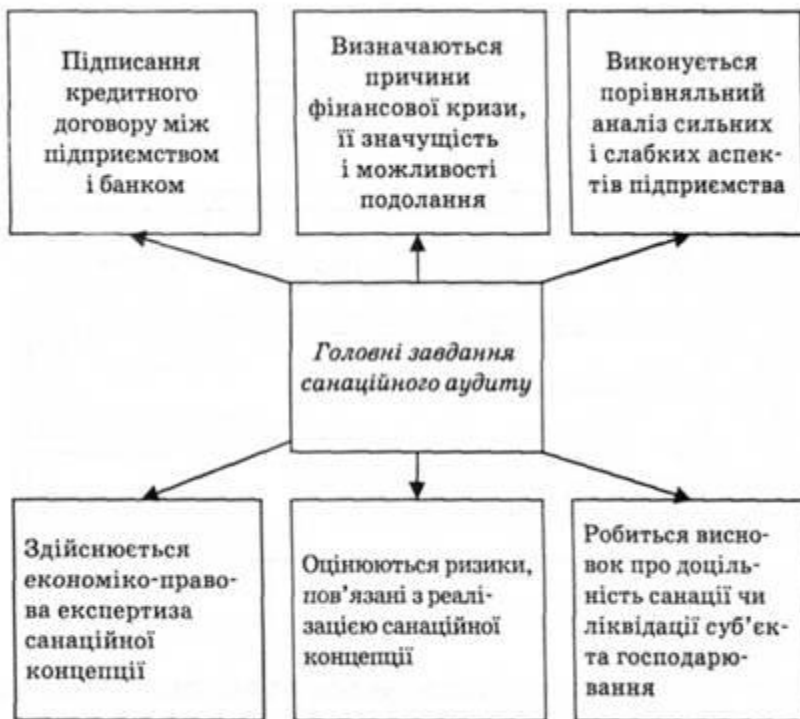 Підписання
кредитного
договору між
підприємством
і банком
Визначаються
причини
фінансової кризи,
її значущість
і можливості
подолання
Виконується
порівняльний
аналіз сильних
і слабких аспек-
тів підприємства
Головні завдання
санаційного аудиту
Здійснюється
економіко-право-
ва експертиза
санаційної
концепції
Оцінюються ризики,
пов’язані з реалі-
зацією санаційної
концепції
Робиться висно-
вок про доціль-
ність санації чи
ліквідації суб’єк-
та господарю-
вання